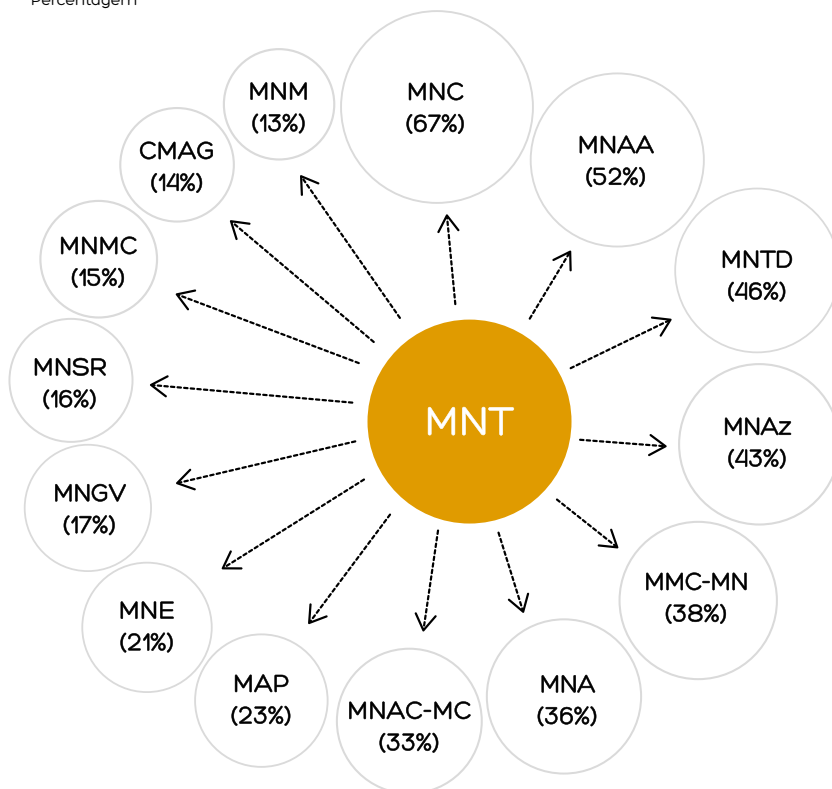 Percentagem
MNC
(67%)
MNM
(13%)
MNAA
(52%)
CMAG
(14%)
MNTD
(46%)
MNMC
(15%)
MNSR
(16%)
MNT
MNAz
(43%)
MNGV
(17%)
MMC-MN
(38%)
MNE
(21%)
MAP
(23%)
MNAC-MC
(33%)
MNA
(36%)